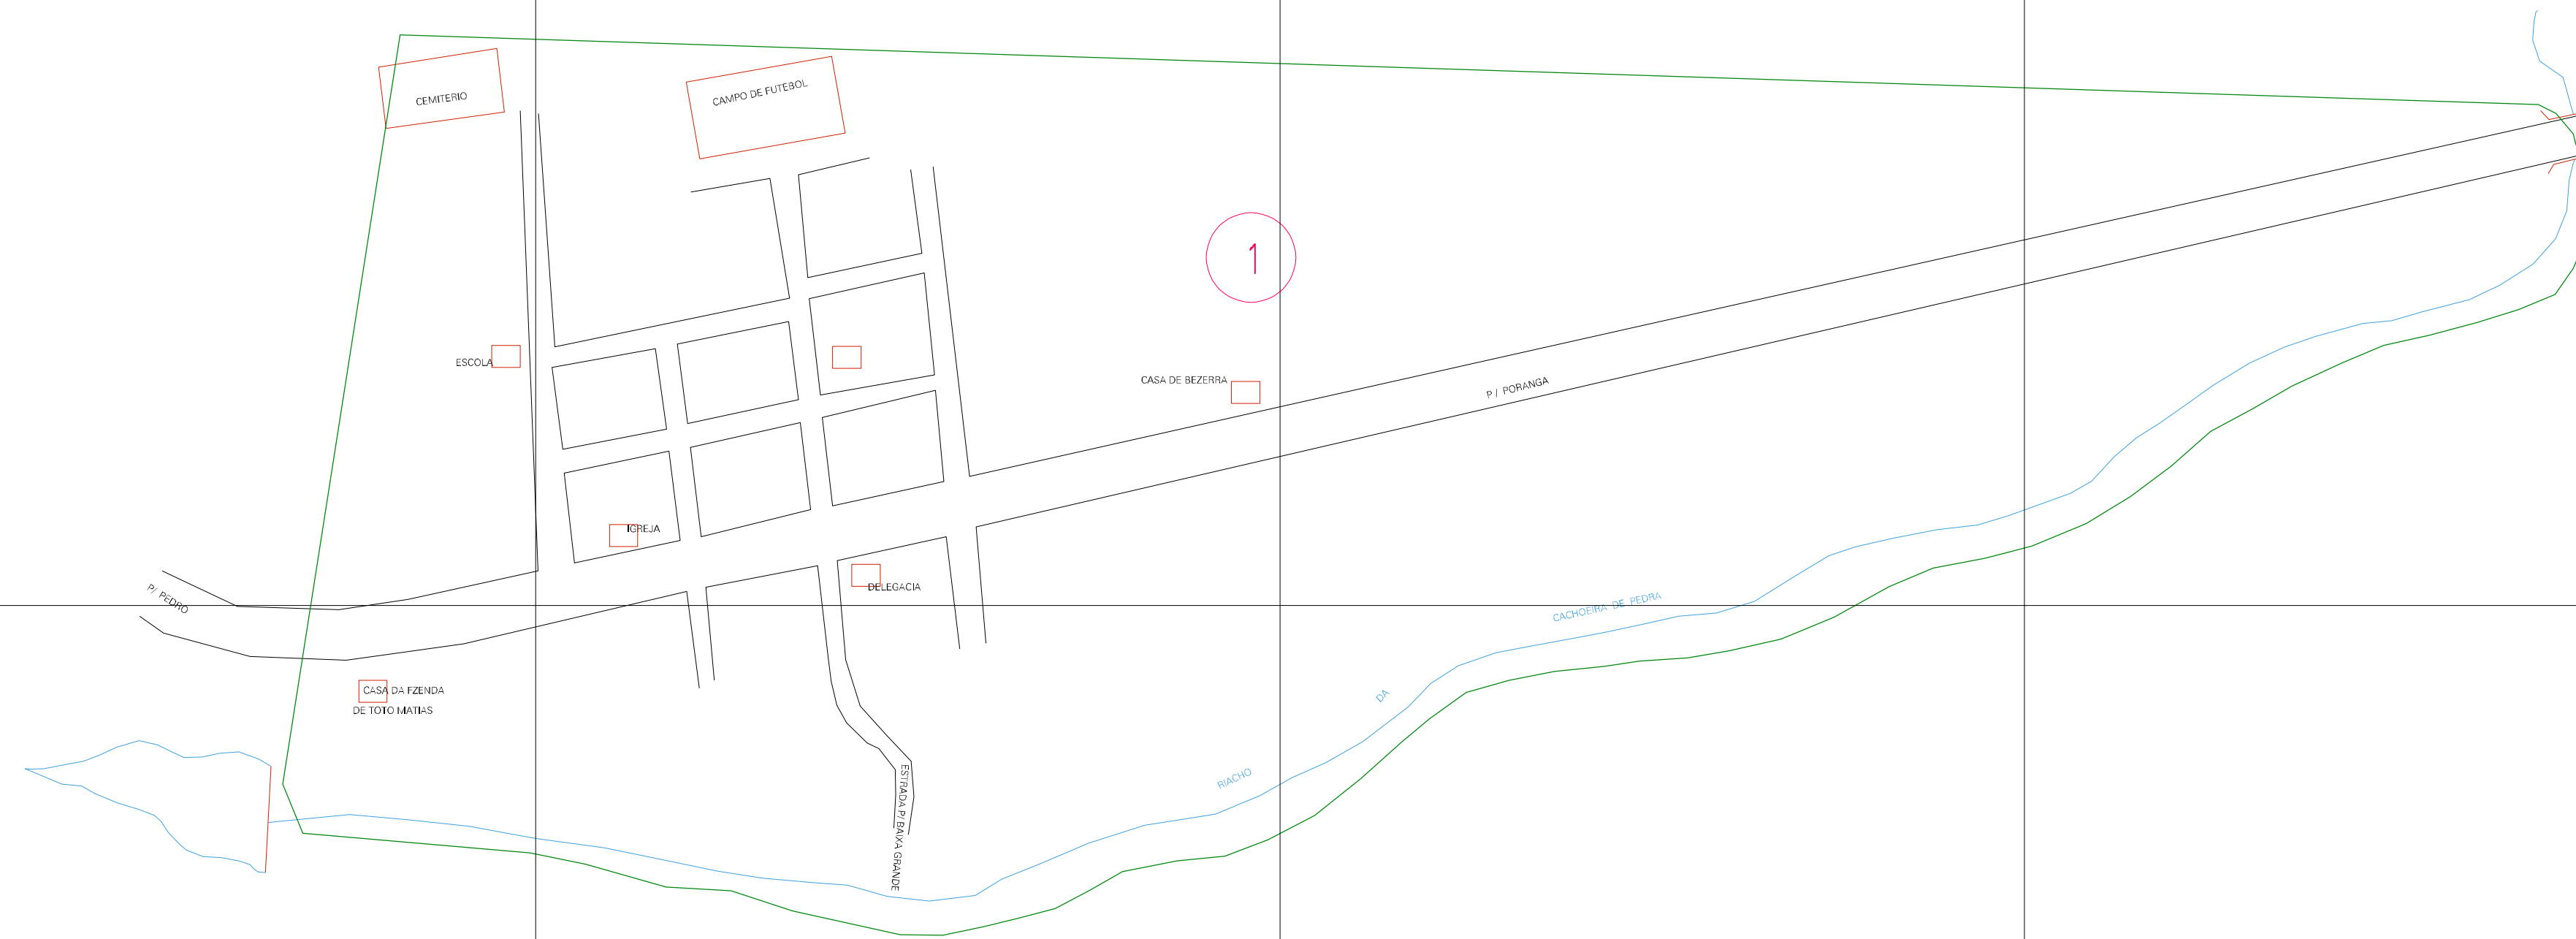 CEMITERIO
CAMPO DE FUTEBOL
1
ESCOLA
CASA DE BEZERRA
P/ PORANGA
IGREJA
DELEGACIA
P/ PEDRO
CASA DA FZENDA
DE TOTO MATIAS
ESTRADA P/ BAIXA GRANDE
RIACHO
DA
CACHOEIRA DE PEDRA